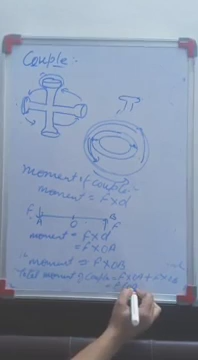 Couple:-
Moment of couple:-
moment = F x d
F
A O B
F
moment = F x d
= F x OA
moment = F x OB
Total moment of couple = F x OA + F x OB